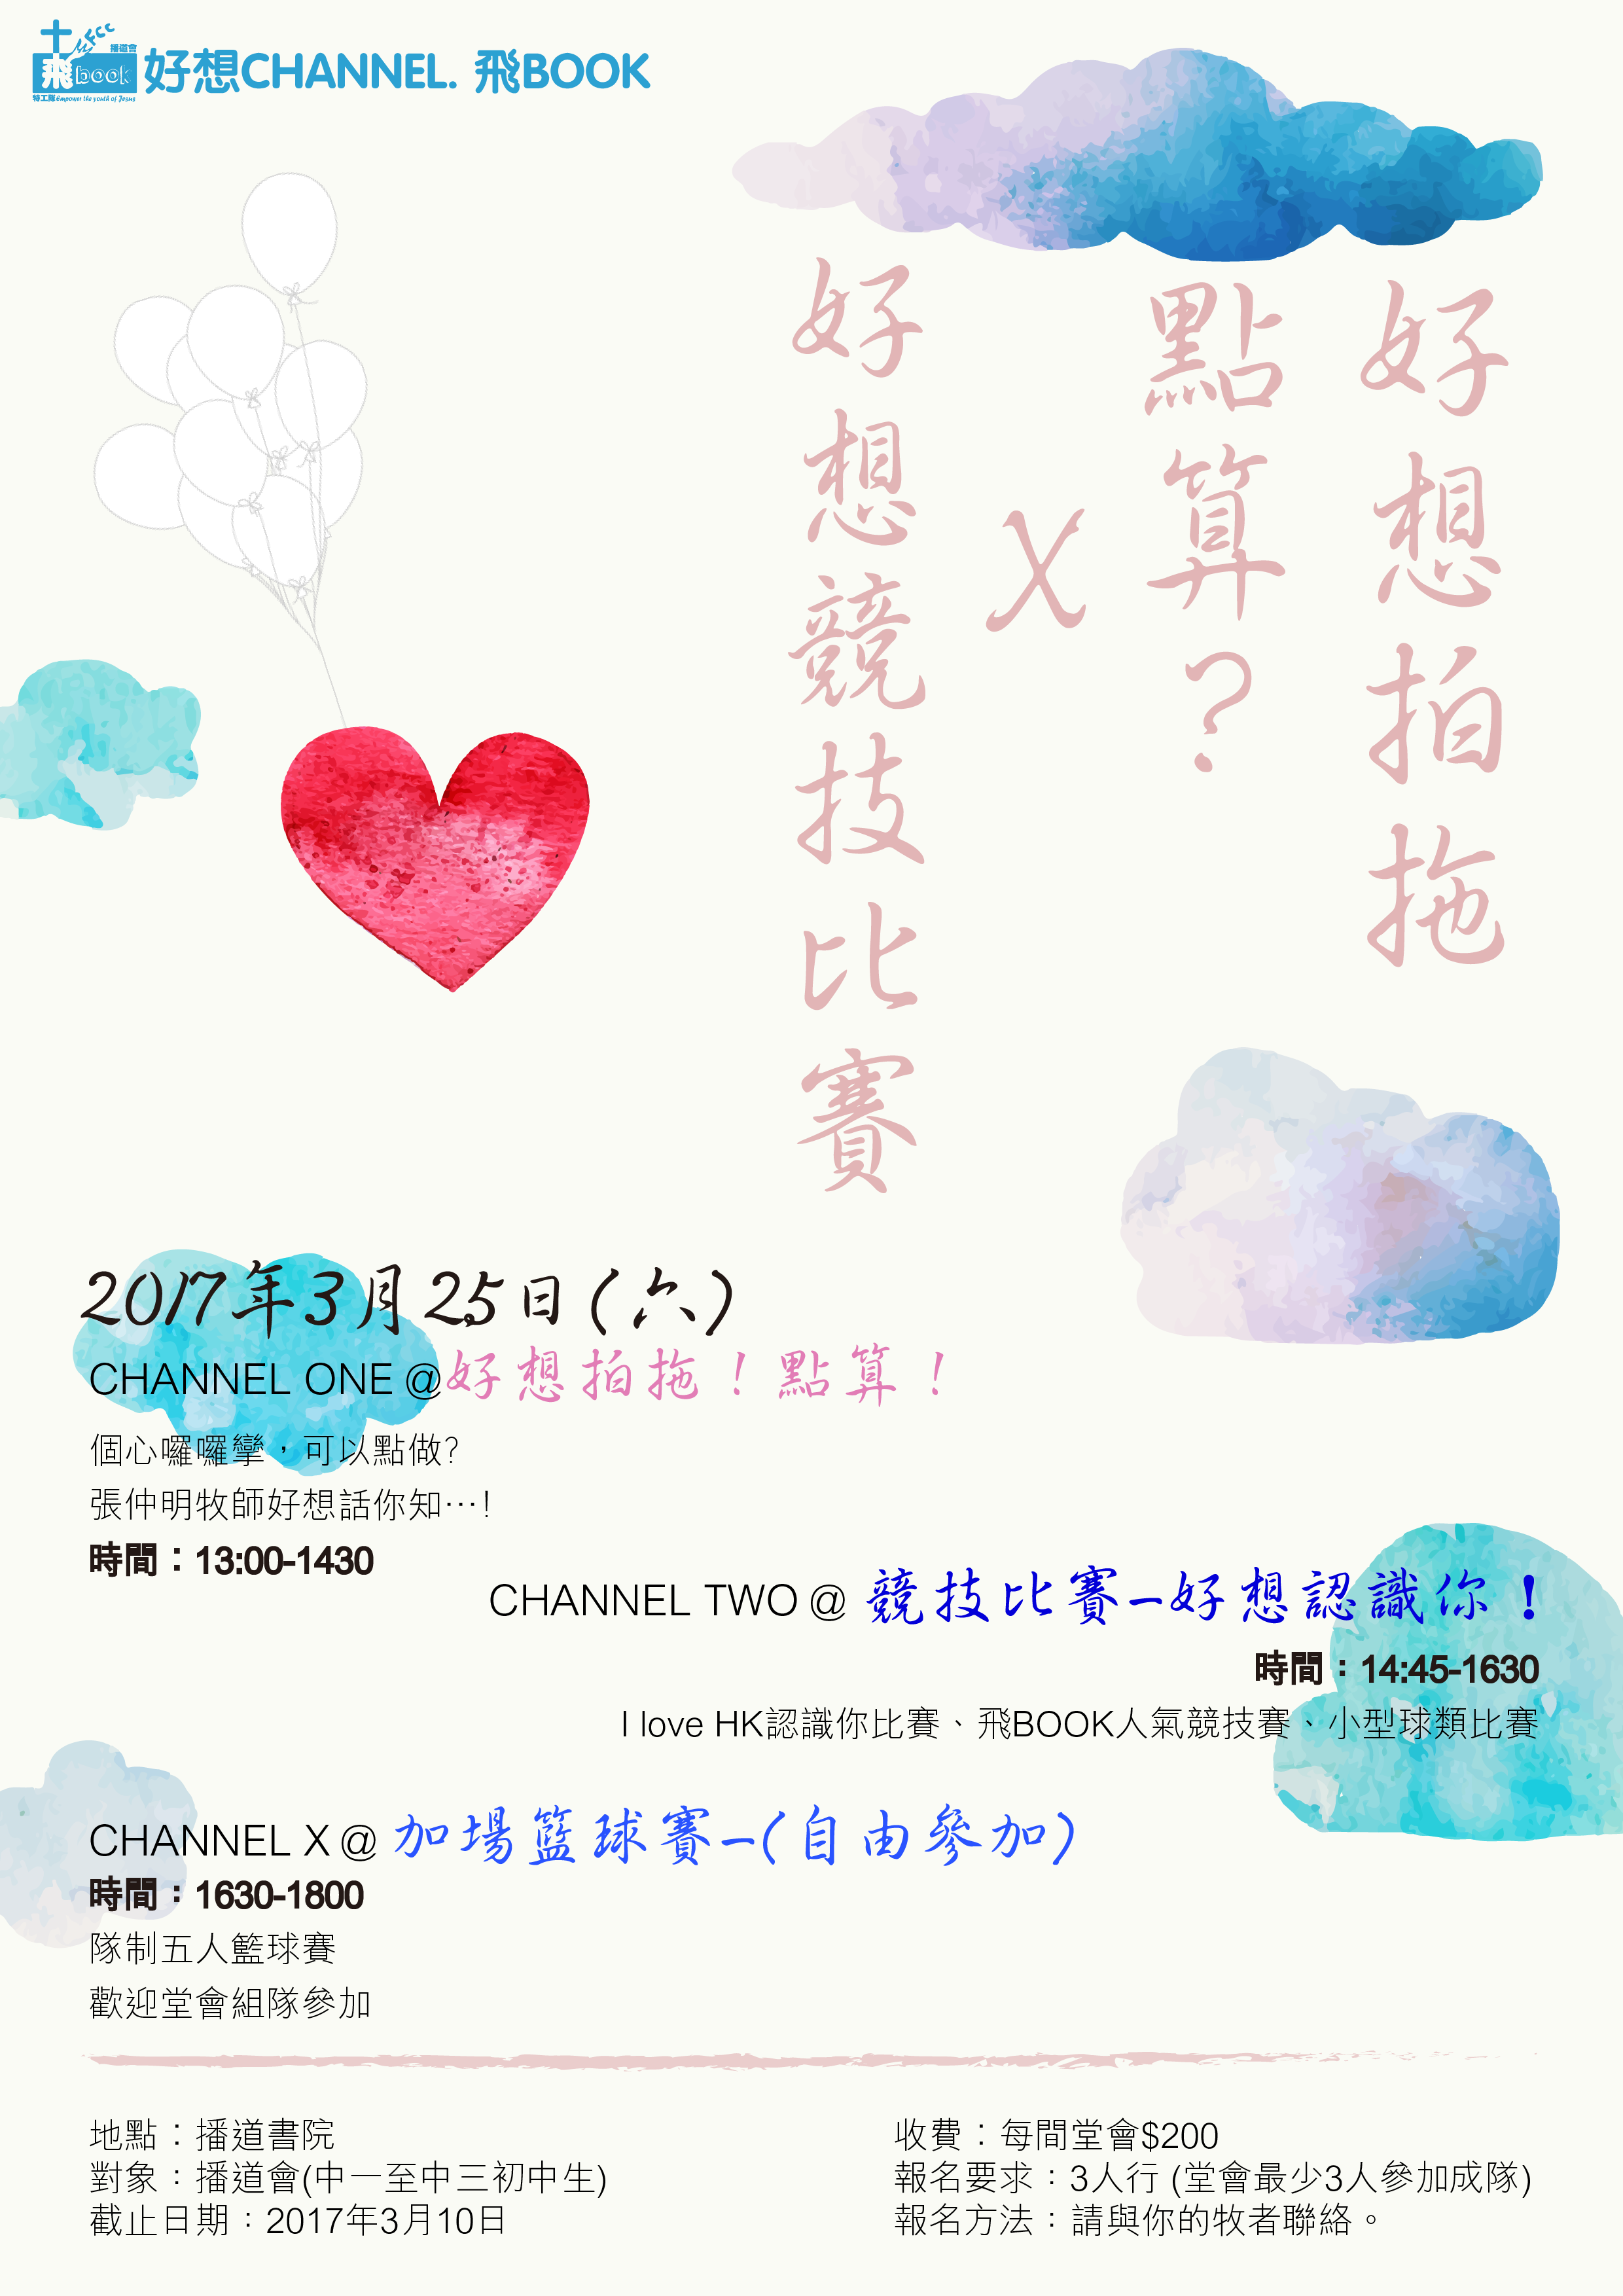 MyFCC
播道會
飛book
特工隊 Empower the youth of Jesus
好想CHANNEL. 飛BOOK
好想拍拖
點算?
X
好想競技比賽
2017年3月25日(六)
CHANNEL ONE @好想拍拖!點算!
個心囉囉攣,可以點做?
張仲明牧師好想話你知…!
時間：13:00-1430
CHANNEL TWO @ 競技比賽-好想認識你！
時間：14:45-1630
I love HK認識你比賽、飛BOOK人氣競技賽、小型球類比賽
CHANNEL X @ 加場籃球賽-(自由參加)
時間：1630-1800
隊制五人籃球賽
歡迎堂會組隊參加
地點：播道書院
對象：播道會(中一至中三初中生)
截止日期：2017年3月10日
收費：每間堂會$200
報名要求：3人行 (堂會最少3人參加成隊)
報名方法：請與你的牧者聯絡。